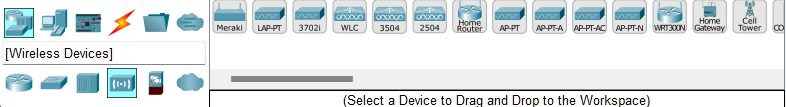 [Wireless Devices]
Meraki
LAP-PT
3702i
WLC
3504
2504
Home
Router
AP-PT
AP-PT-A
AP-PT-AC
AP-PT-N
WRT300N
Home
Gateway
Cell
Tower
CO
(Select a Device to Drag and Drop to the Workspace)